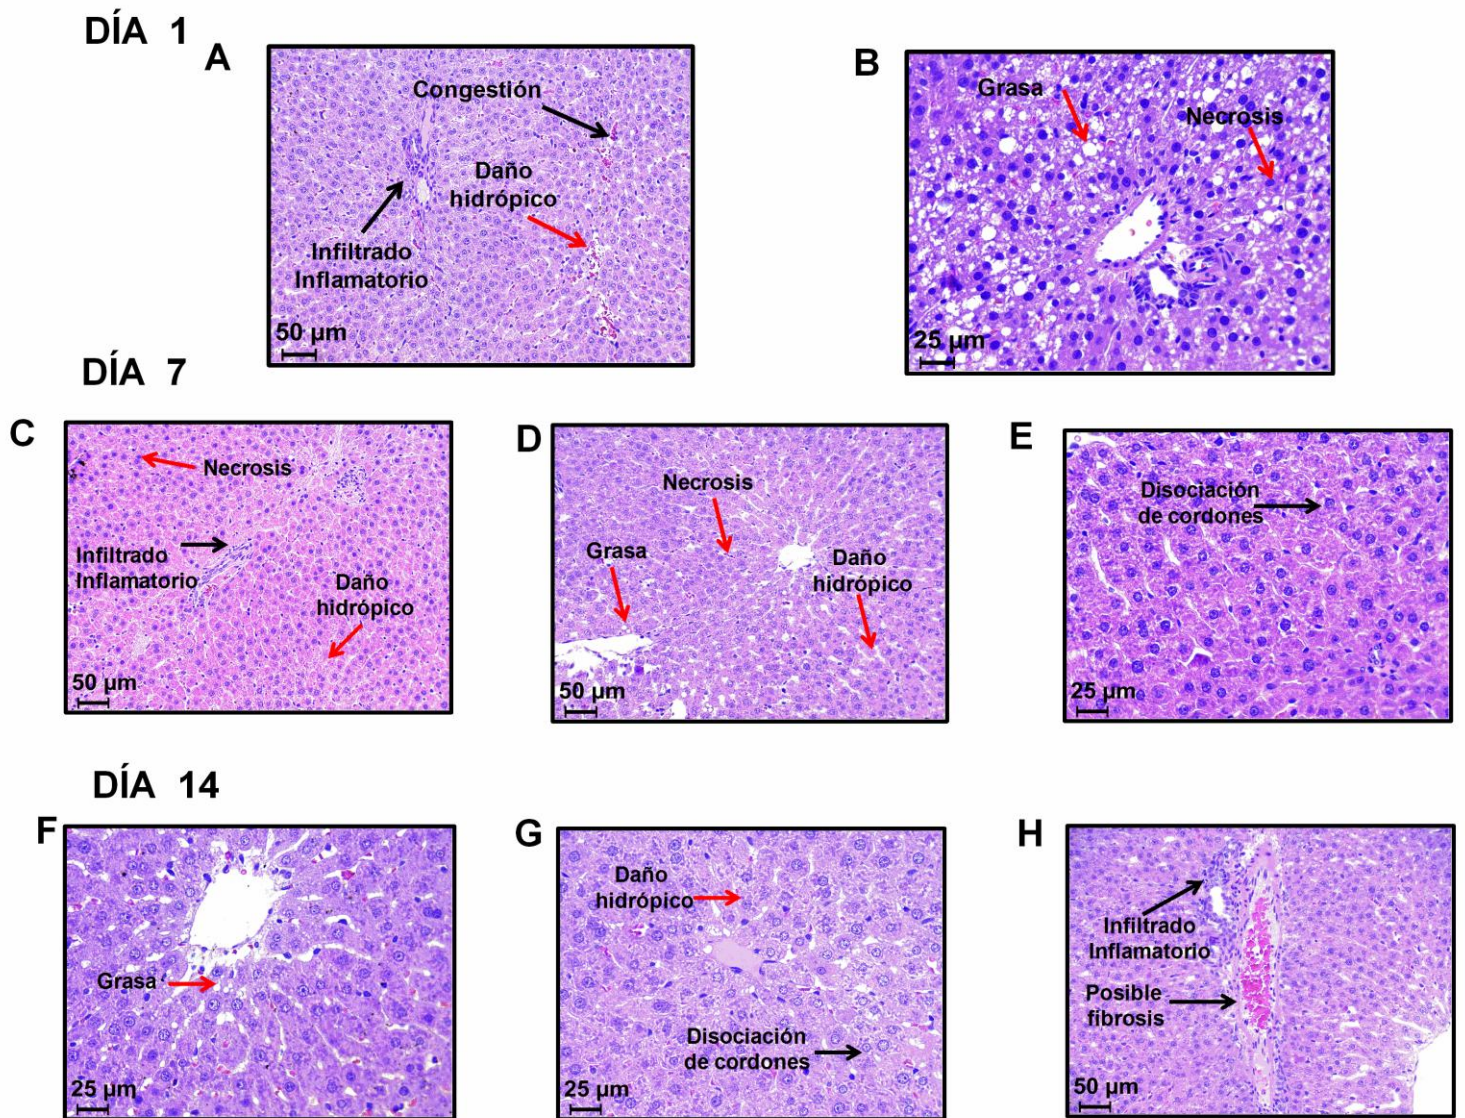 DÍA 1
A
Congestión
Daño
hidrópico
Infiltrado
Inflamatorio
50 µm
B
Grasa
Necrosis
25 µm
DÍA 7
C
Necrosis
Infiltrado
Inflamatorio
Daño
hidrópico
50 µm
D
Necrosis
Grasa
Daño
hidrópico
50 µm
E
Disociación
de cordones
25 µm
DÍA 14
F
Grasa
25 µm
G
Daño
hidrópico
Disociación
de cordones
25 µm
H
Infiltrado
Inflamatorio
Posible
fibrosis
50 µm